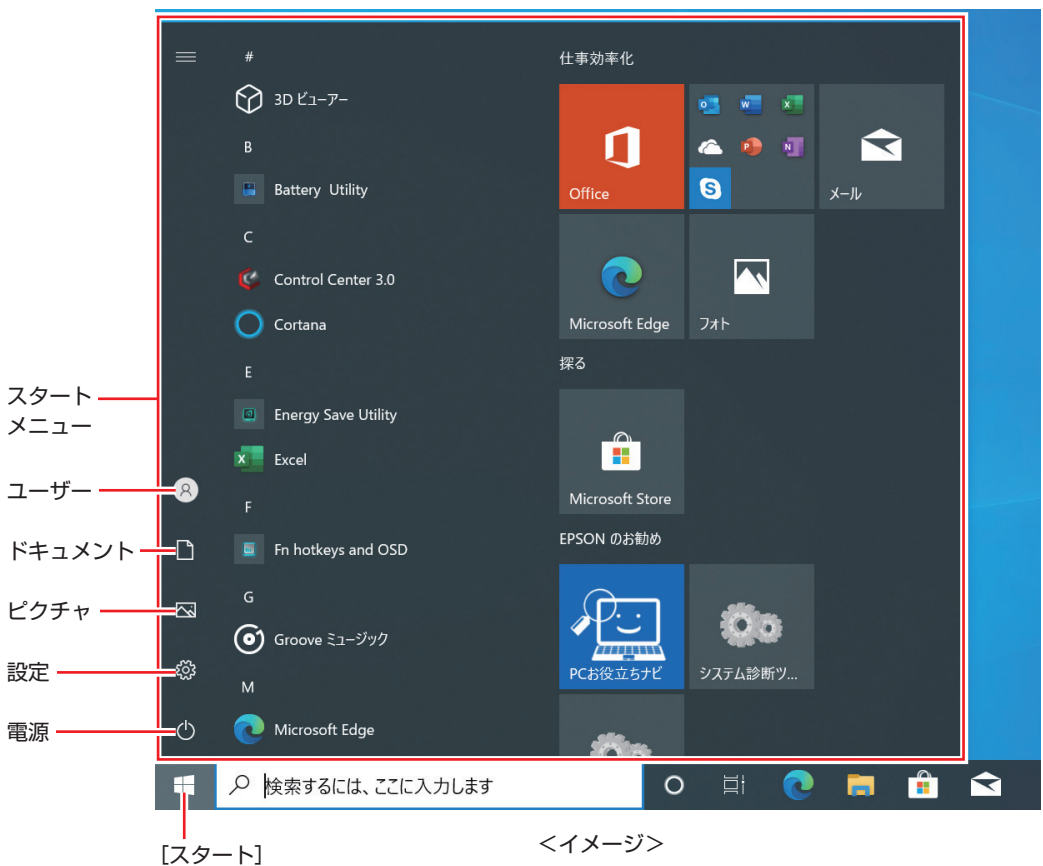 #
3D ビューアー
B
Battery Utility
C
Control Center 3.0
Cortana
E
Energy Save Utility
Excel
F
Fn hotkeys and OSD
G
Groove ミュージック
M
Microsoft Edge
仕事効率化
Office
メール
Microsoft Edge
フォト
探る
Microsoft Store
EPSON のお勧め
PCお役立ちナビ
システム診断ツ...
スタート
メニュー
ユーザー
ドキュメント
ピクチャ
設定
電源
検索するには、ここに入力します
[スタート]
＜イメージ＞